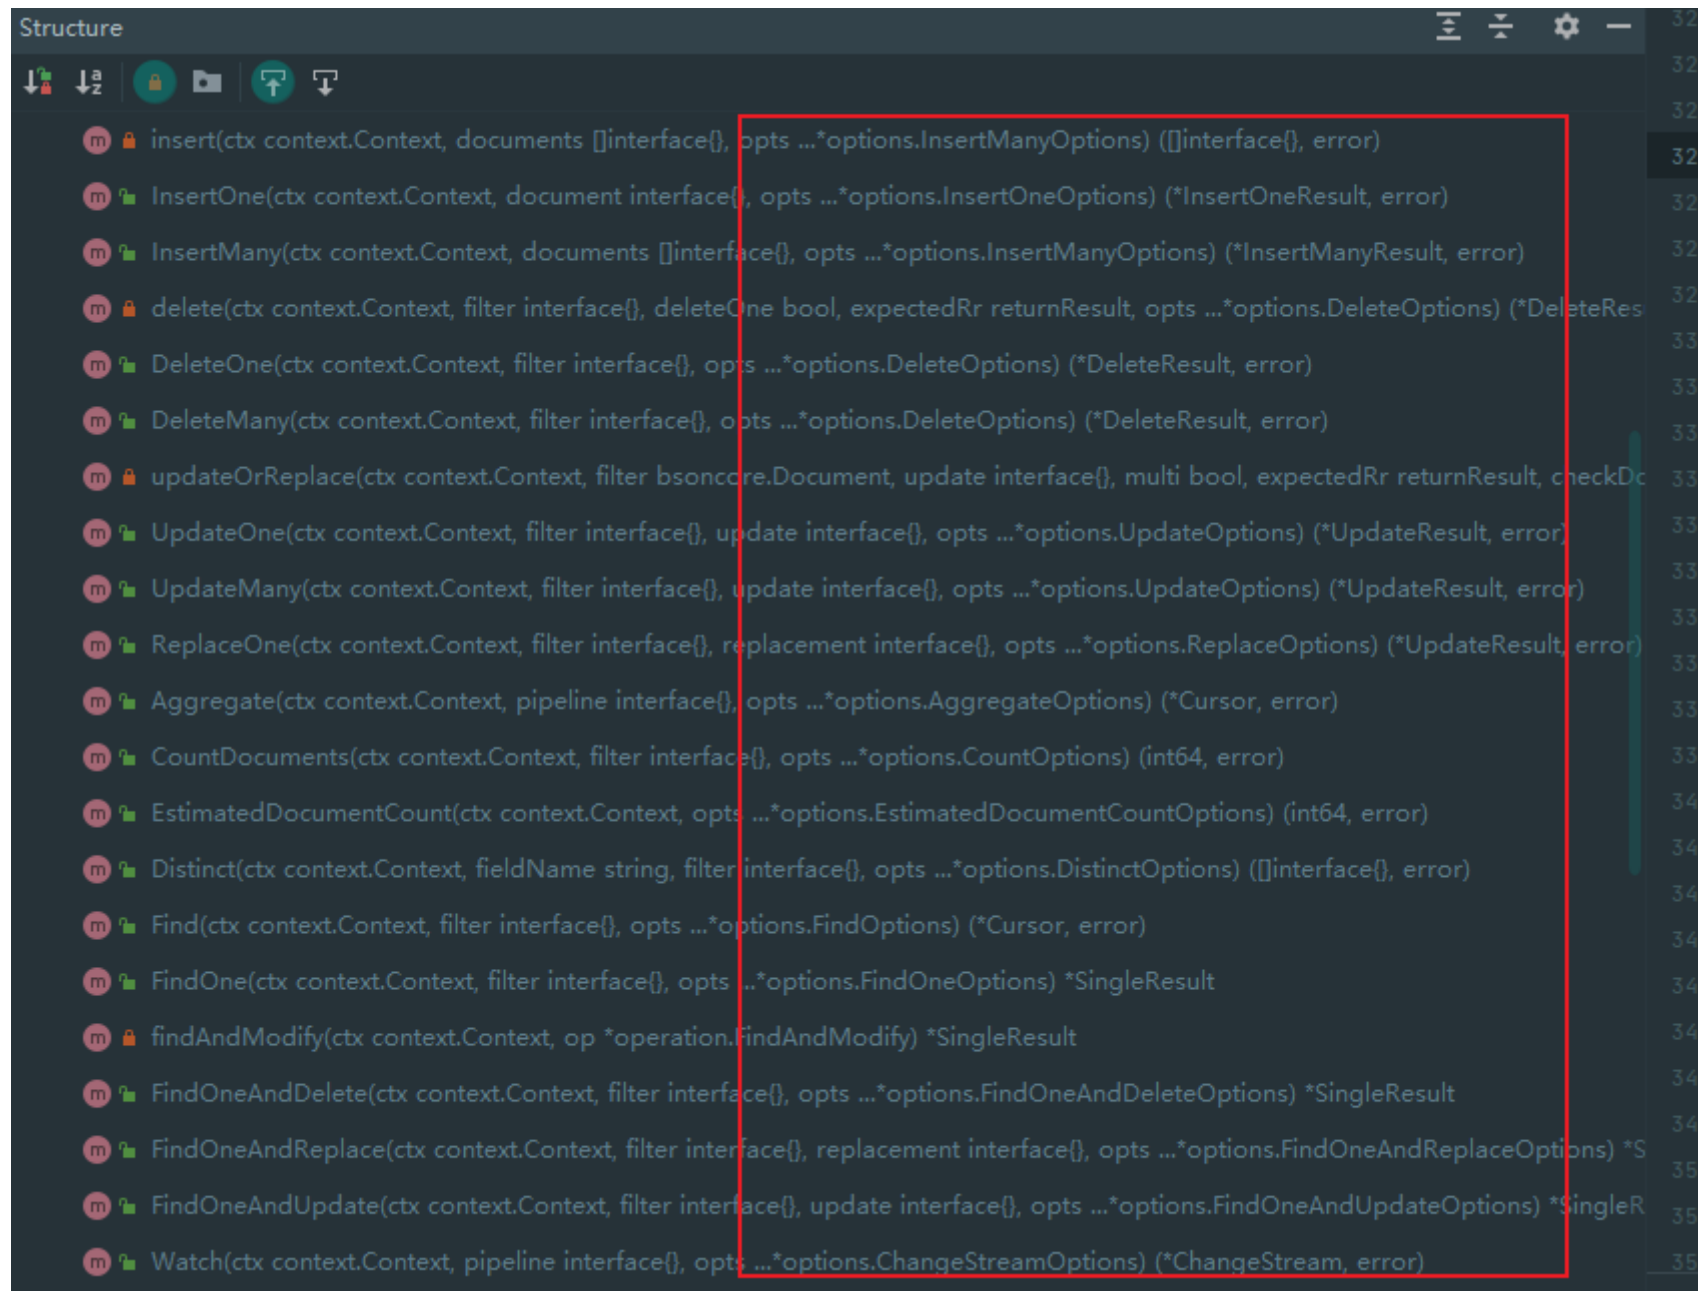 Structure
insert(ctx context.Context, documents []interface{}, opts ...*options.InsertManyOptions) ([]interface{}, error)
InsertOne(ctx context.Context, document interface{}, opts ...*options.InsertOneOptions) (*InsertOneResult, error)
InsertMany(ctx context.Context, documents []interface{}, opts ...*options.InsertManyOptions) (*InsertManyResult, error)
delete(ctx context.Context, filter interface{}, deleteOne bool, expectedRr returnResult, opts ...*options.DeleteOptions) (*DeleteRes
DeleteOne(ctx context.Context, filter interface{}, opts ...*options.DeleteOptions) (*DeleteResult, error)
DeleteMany(ctx context.Context, filter interface{}, opts ...*options.DeleteOptions) (*DeleteResult, error)
updateOrReplace(ctx context.Context, filter bsoncore.Document, update interface{}, multi bool, expectedRr returnResult, checkDo
UpdateOne(ctx context.Context, filter interface{}, update interface{}, opts ...*options.UpdateOptions) (*UpdateResult, error)
UpdateMany(ctx context.Context, filter interface{}, update interface{}, opts ...*options.UpdateOptions) (*UpdateResult, error)
ReplaceOne(ctx context.Context, filter interface{}, replacement interface{}, opts ...*options.ReplaceOptions) (*UpdateResult, error)
Aggregate(ctx context.Context, pipeline interface{}, opts ...*options.AggregateOptions) (*Cursor, error)
CountDocuments(ctx context.Context, filter interface{}, opts ...*options.CountOptions) (int64, error)
EstimatedDocumentCount(ctx context.Context, opts ...*options.EstimatedDocumentCountOptions) (int64, error)
Distinct(ctx context.Context, fieldName string, filter interface{}, opts ...*options.DistinctOptions) ([]interface{}, error)
Find(ctx context.Context, filter interface{}, opts ...*options.FindOptions) (*Cursor, error)
FindOne(ctx context.Context, filter interface{}, opts ...*options.FindOneOptions) *SingleResult
findAndModify(ctx context.Context, op *operation.FindAndModify) *SingleResult
FindOneAndDelete(ctx context.Context, filter interface{}, opts ...*options.FindOneAndDeleteOptions) *SingleResult
FindOneAndReplace(ctx context.Context, filter interface{}, replacement interface{}, opts ...*options.FindOneAndReplaceOptions) *S
FindOneAndUpdate(ctx context.Context, filter interface{}, update interface{}, opts ...*options.FindOneAndUpdateOptions) *SingleR
Watch(ctx context.Context, pipeline interface{}, opts ...*options.ChangeStreamOptions) (*ChangeStream, error)